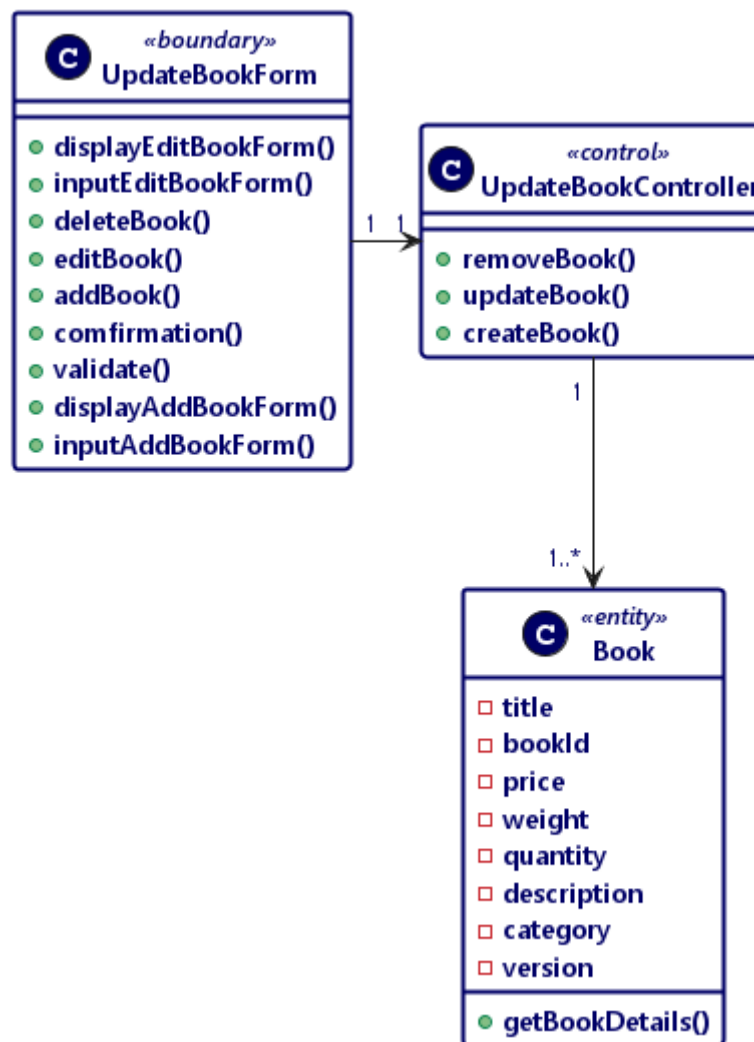 «boundary»
C UpdateBookForm
displayEditBookForm()
inputEditBookForm()
deleteBook()
editBook()
addBook()
comfirmation()
validate()
displayAddBookForm()
inputAddBookForm()
1 1
«control»
C UpdateBookController
removeBook()
updateBook()
createBook()
1
1..*
«entity»
C Book
title
bookId
price
weight
quantity
description
category
version
getBookDetails()